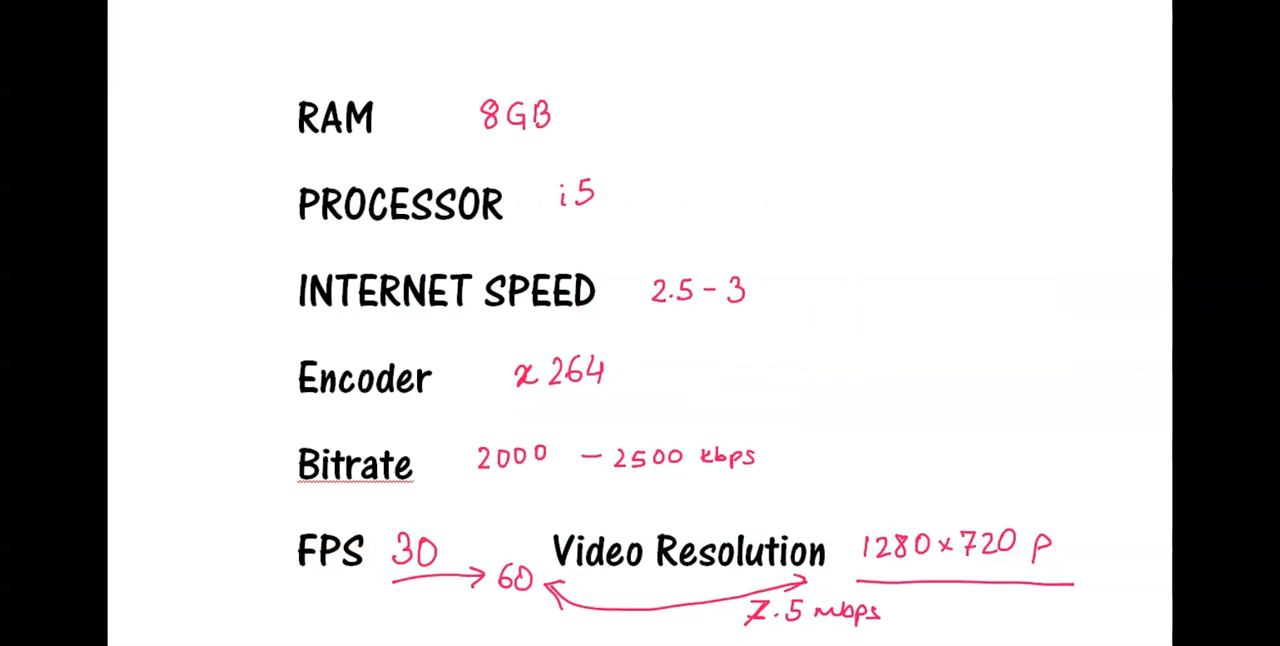 RAM 8GB
PROCESSOR i5
INTERNET SPEED 2.5 - 3
Encoder x264
Bitrate 2000 - 2500 kbps
FPS 30 Video Resolution 1280x720 p
60
7.5 mbps